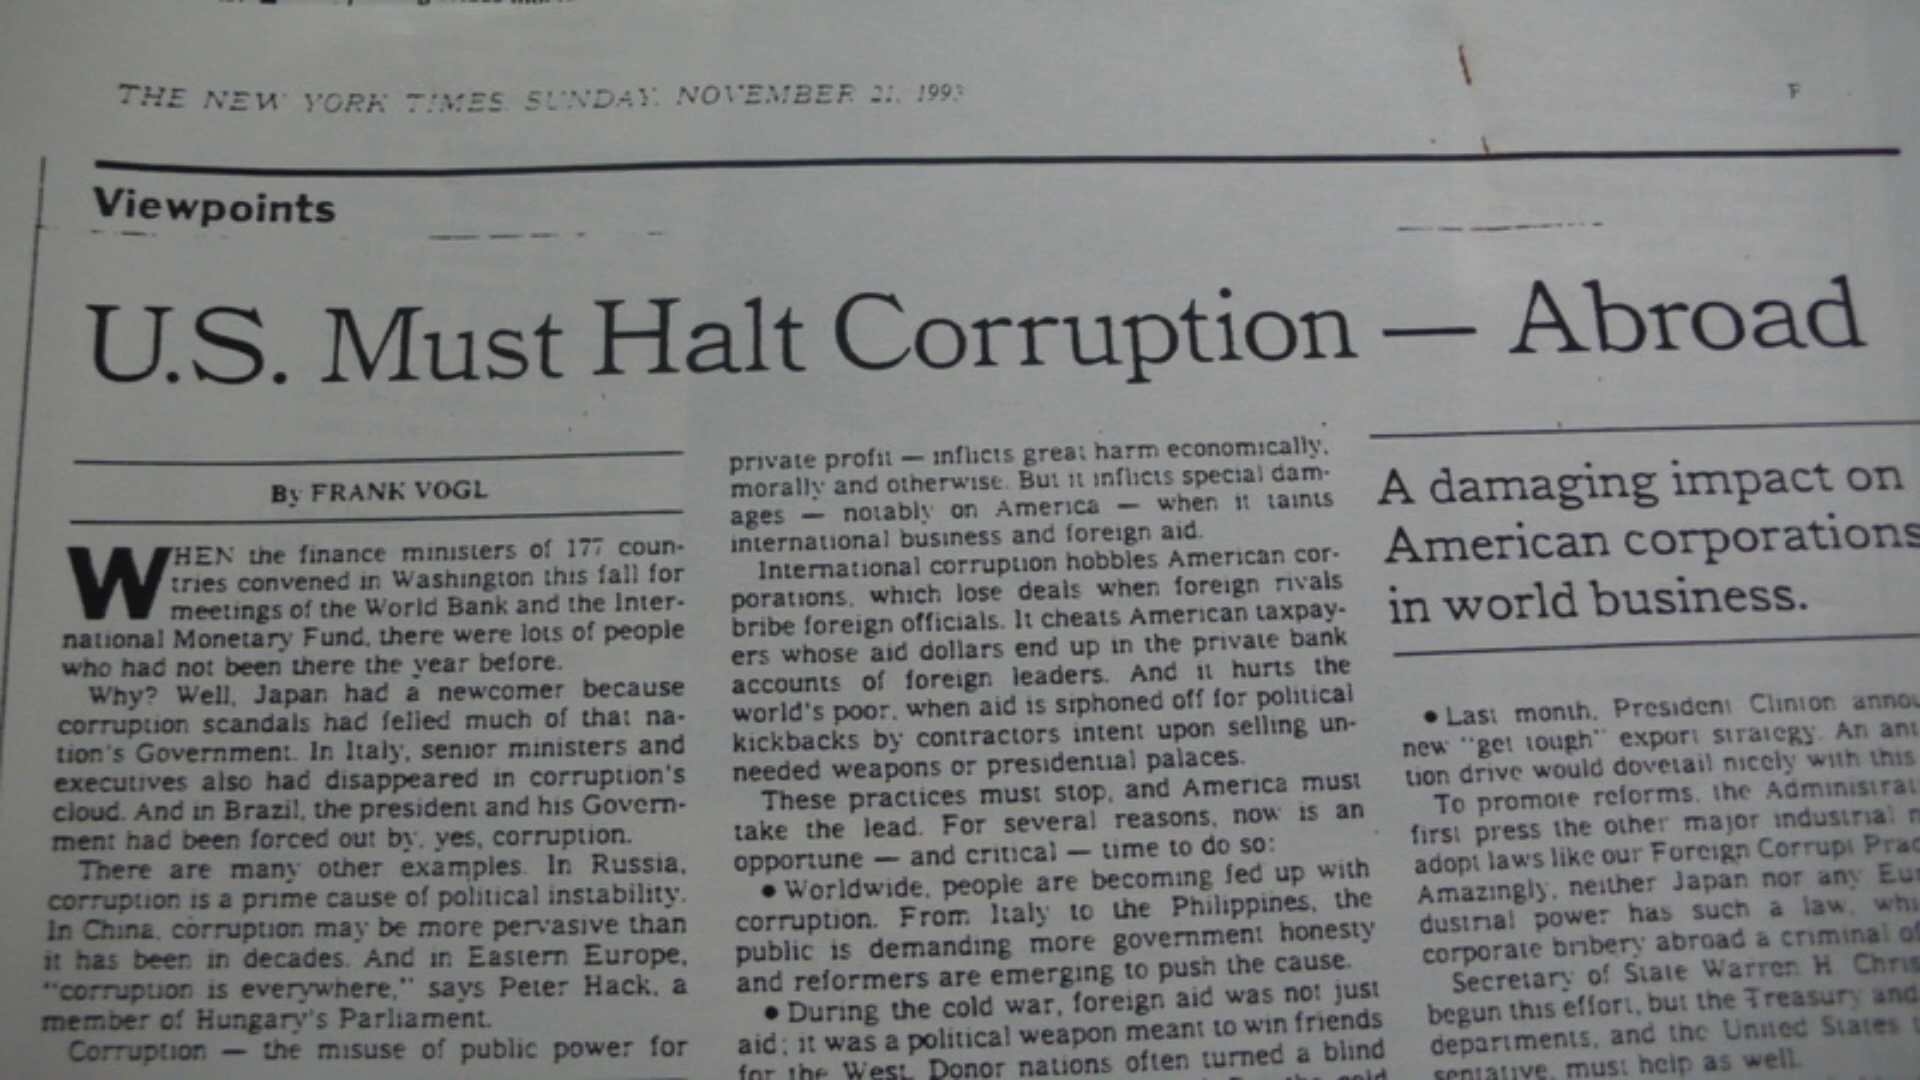 THE NEW YORK TIMES, SUNDAY, NOVEMBER 21, 1993
F
Viewpoints
U.S. Must Halt Corruption — Abroad
By FRANK VOGL
WHEN the finance ministers of 177 coun-
tries convened in Washington this fall for
meetings of the World Bank and the Inter-
national Monetary Fund, there were lots of people
who had not been there the year before.
Why? Well, Japan had a newcomer because
corruption scandals had felled much of that na-
tion's Government. In Italy, senior ministers and
executives also had disappeared in corruption's
cloud. And in Brazil, the president and his Govern-
ment had been forced out by, yes, corruption.
There are many other examples. In Russia,
corruption is a prime cause of political instability.
In China, corruption may be more pervasive than
it has been in decades. And in Eastern Europe,
"corruption is everywhere," says Peter Hack, a
member of Hungary's Parliament.
Corruption — the misuse of public power for
private profit — inflicts great harm economically,
morally and otherwise. But it inflicts special dam-
ages — notably on America — when it taints
international business and foreign aid.
International corruption hobbles American cor-
porations, which lose deals when foreign rivals
bribe foreign officials. It cheats American taxpay-
ers whose aid dollars end up in the private bank
accounts of foreign leaders. And it hurts the
world's poor, when aid is siphoned off for political
kickbacks by contractors intent upon selling un-
needed weapons or presidential palaces.
These practices must stop, and America must
take the lead. For several reasons, now is an
opportune — and critical — time to do so:
• Worldwide, people are becoming fed up with
corruption. From Italy to the Philippines, the
public is demanding more government honesty
and reformers are emerging to push the cause.
• During the cold war, foreign aid was not just
aid; it was a political weapon meant to win friends
for the West. Donor nations often turned a blind
A damaging impact on
American corporations
in world business.
• Last month, President Clinton annou
new "get tough" export strategy. An ant
tion drive would dovetail nicely with this
To promote reforms, the Administrat
first press the other major industrial n
adopt laws like our Foreign Corrupt Prac
Amazingly, neither Japan nor any Eur
dustrial power has such a law, whi
corporate bribery abroad a criminal of
Secretary of State Warren H. Chris
begun this effort, but the Treasury and
departments, and the United States t
sentative, must help as well.